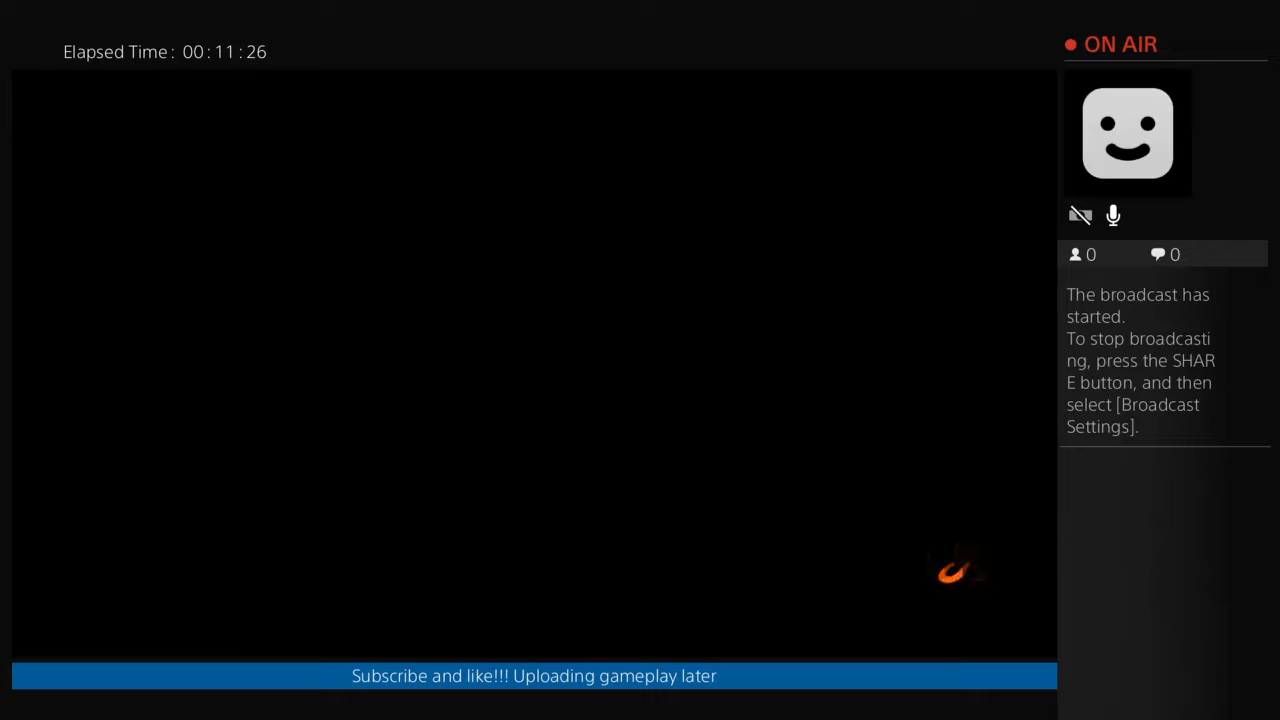 Elapsed Time: 00:11:26
ON AIR
0 0
The broadcast has
started.
To stop broadcasti
ng, press the SHAR
E button, and then
select [Broadcast
Settings].
Subscribe and like!!! Uploading gameplay later